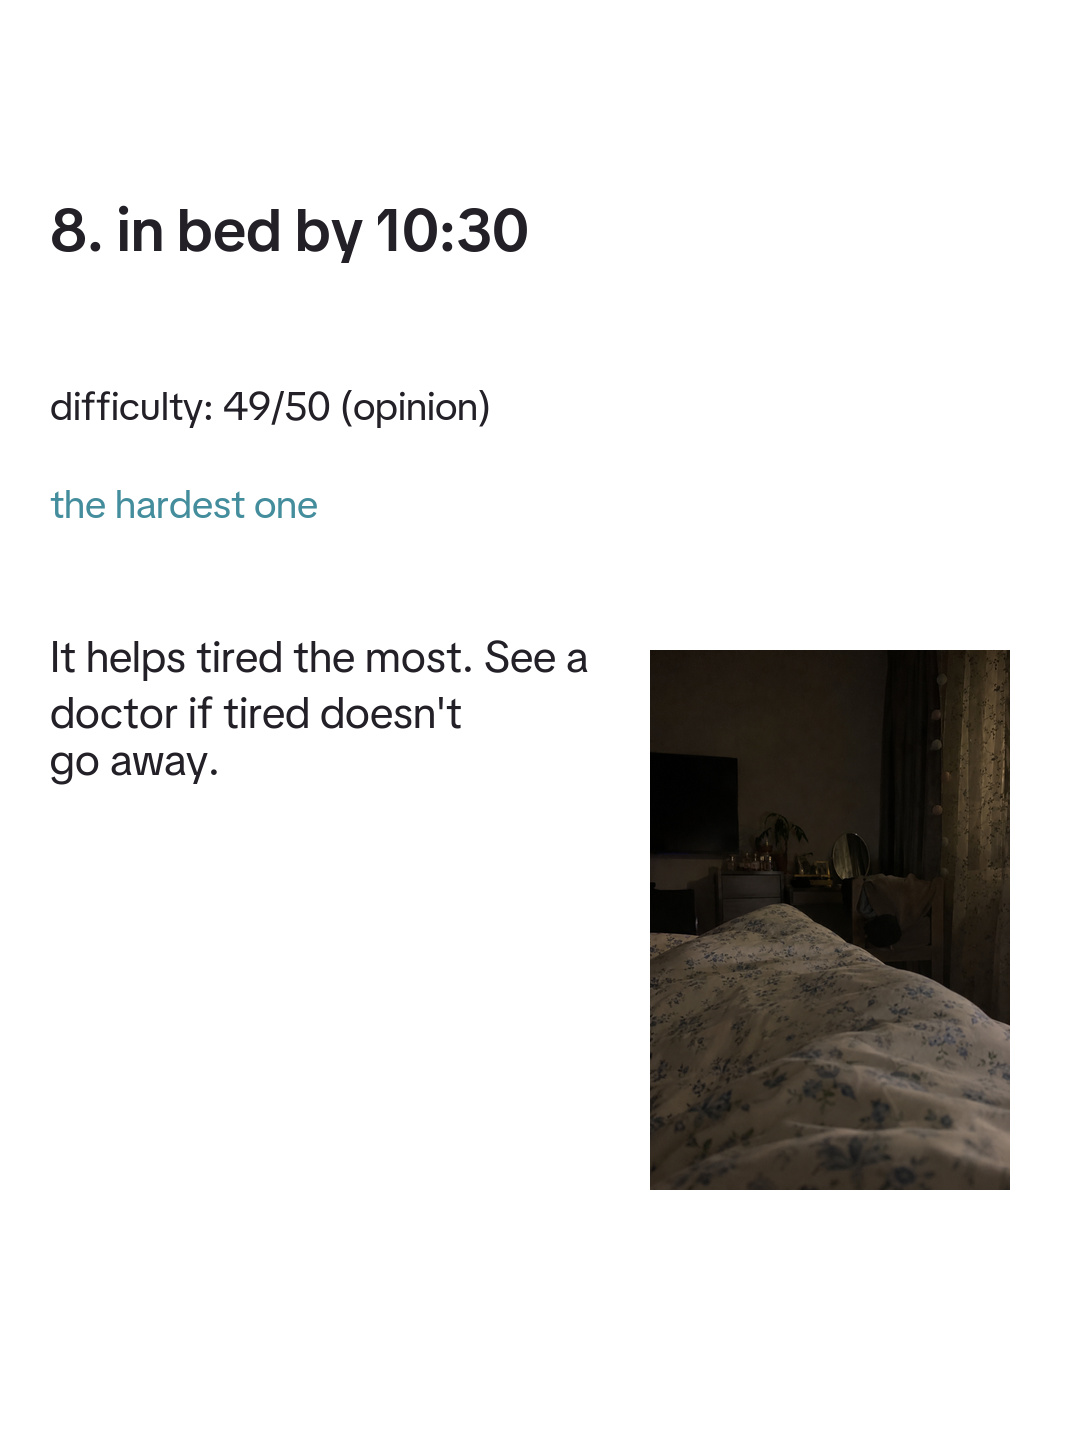 8. in bed by 10:30
difficulty: 49/50 (opinion)
the hardest one
It helps tired the most. See a
doctor if tired doesn't
go away.